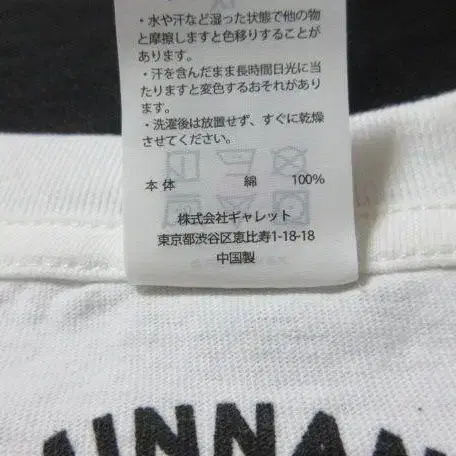 ・水や汗など湿った状態で他の物
と摩擦しますと色移りすることが
あります。
・汗を含んだまま長時間日光に当
たりますと変色するおそれがあり
ます。
・洗濯後は放置せず、すぐに乾燥
させてください。
本体 綿 100%
株式会社ギャレット
東京都渋谷区恵比寿1-18-18
中国製